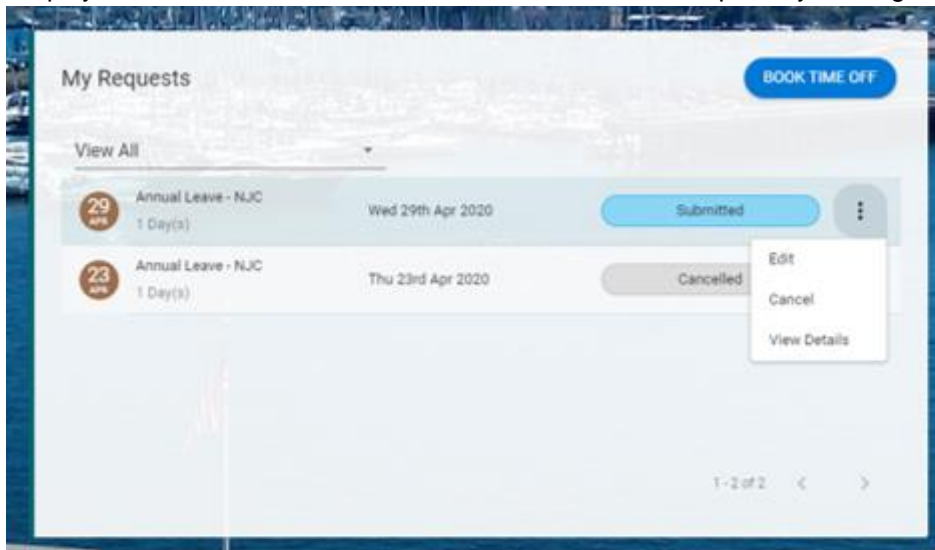 My Requests
BOOK TIME OFF
View All
29 APR
Annual Leave - NJC
1 Day(s)
Wed 29th Apr 2020
Submitted
23 APR
Annual Leave - NJC
1 Day(s)
Thu 23rd Apr 2020
Cancelled
Edit
Cancel
View Details
1 - 2 of 2